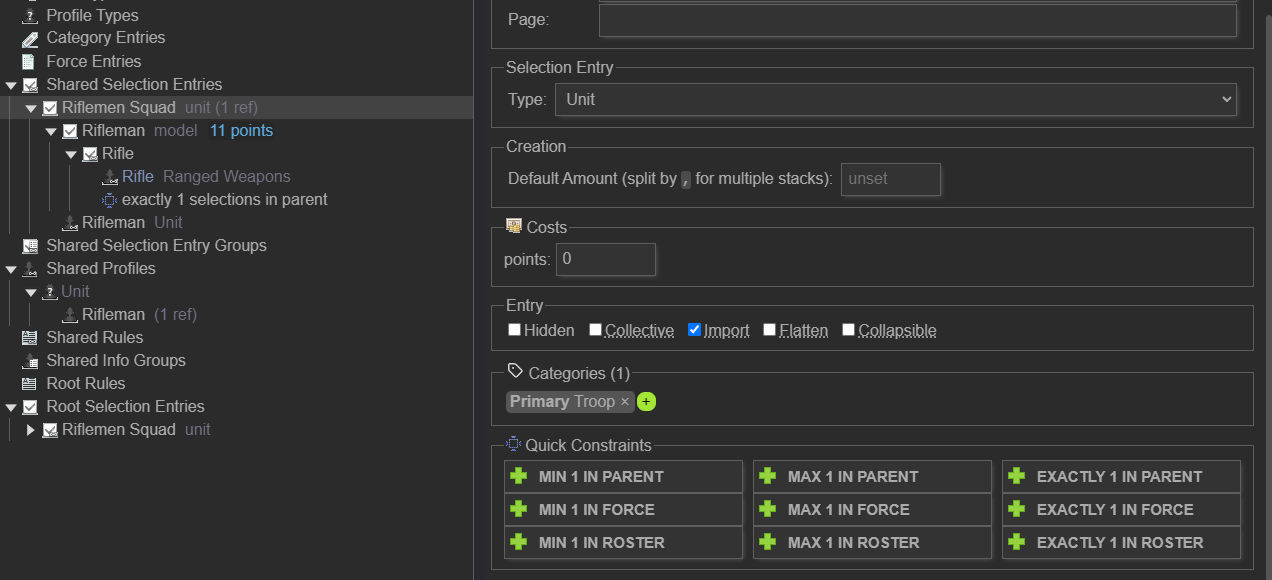 Profile Types
Category Entries
Force Entries
Shared Selection Entries
Riflemen Squad unit (1 ref)
Rifleman model 11 points
Rifle
Rifle Ranged Weapons
exactly 1 selections in parent
Rifleman Unit
Shared Selection Entry Groups
Shared Profiles
Unit
Rifleman (1 ref)
Shared Rules
Shared Info Groups
Root Rules
Root Selection Entries
Riflemen Squad unit
Page:
Selection Entry
Type: Unit
Creation
Default Amount (split by , for multiple stacks): unset
Costs
points: 0
Entry
Hidden Collective Import Flatten Collapsible
Categories (1)
Primary Troop × +
Quick Constraints
MIN 1 IN PARENT MAX 1 IN PARENT EXACTLY 1 IN PARENT
MIN 1 IN FORCE MAX 1 IN FORCE EXACTLY 1 IN FORCE
MIN 1 IN ROSTER MAX 1 IN ROSTER EXACTLY 1 IN ROSTER